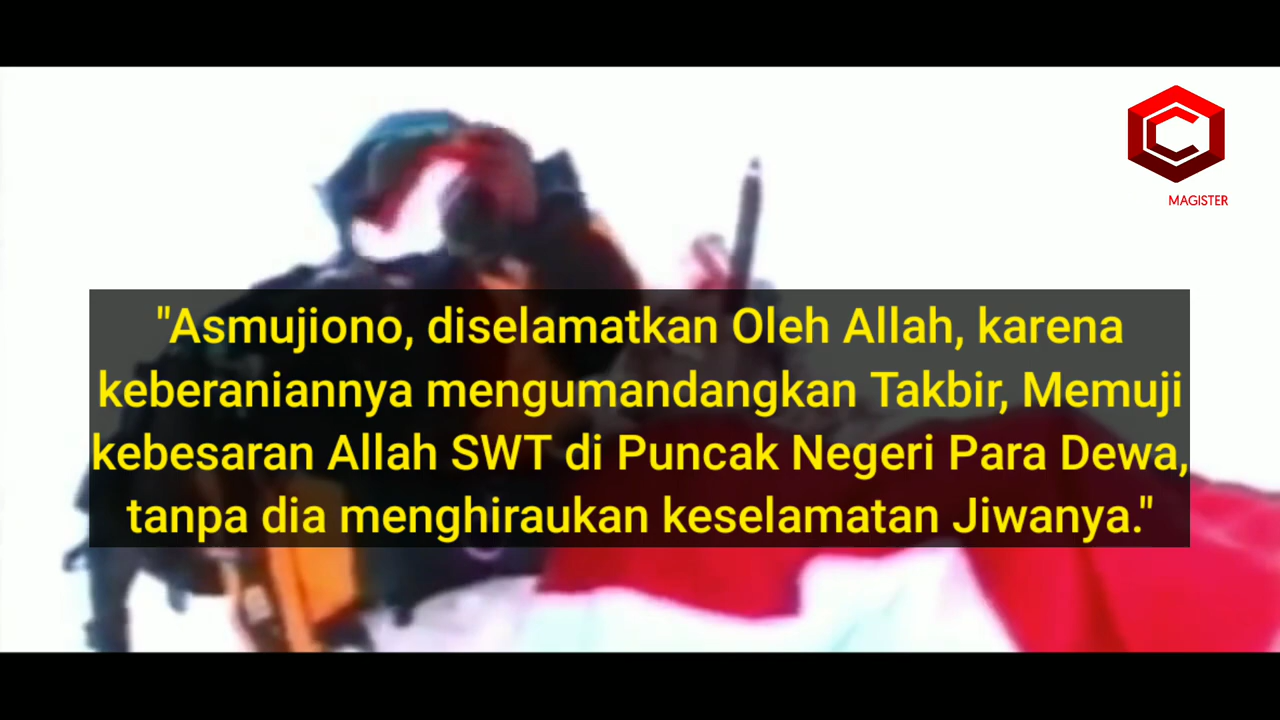 MAGISTER
"Asmujiono, diselamatkan Oleh Allah, karena
keberaniannya mengumandangkan Takbir, Memuji
kebesaran Allah SWT di Puncak Negeri Para Dewa,
tanpa dia menghiraukan keselamatan Jiwanya."